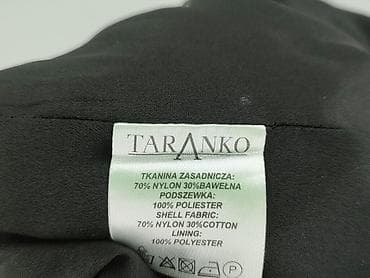 TARANKO
TKANINA ZASADNICZA:
70% NYLON 30%BAWEŁNA
PODSZEWKA:
100% POLIESTER
SHELL FABRIC:
70% NYLON 30%COTTON
LINING:
100% POLYESTER